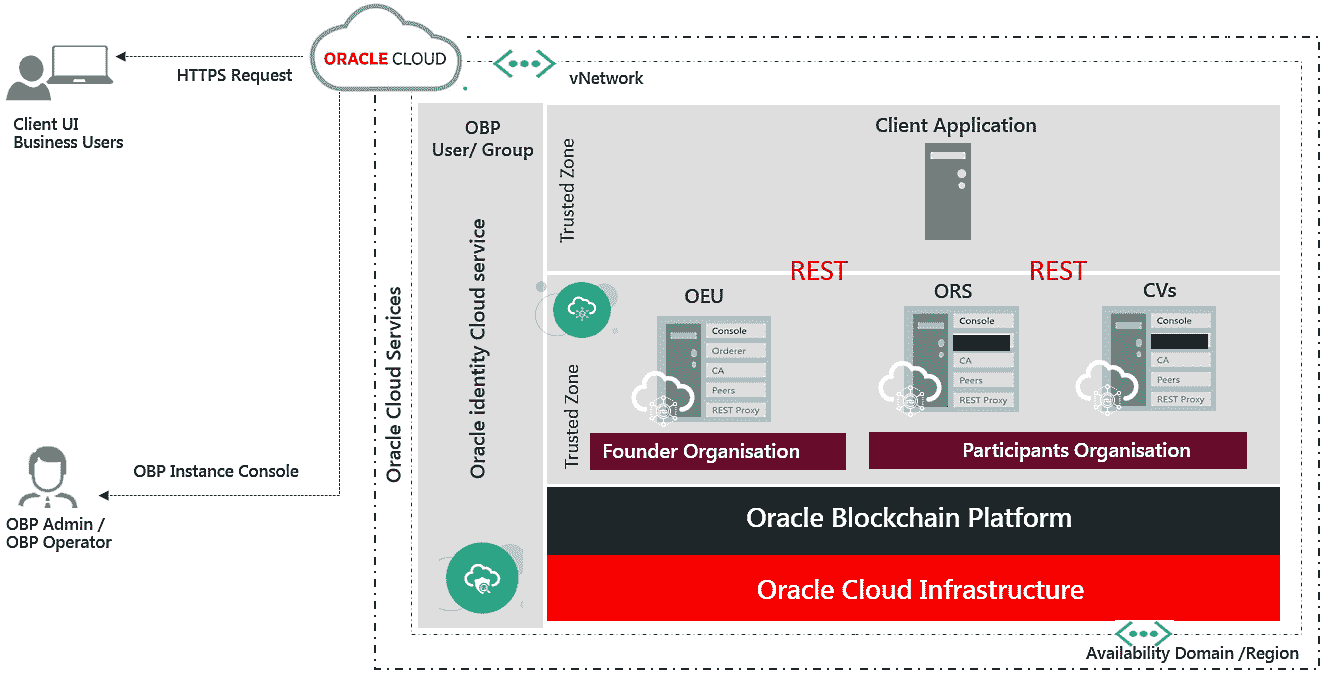 ORACLE CLOUD
HTTPS Request
vNetwork
Client UI
Business Users
OBP
User/ Group
Trusted Zone
Client Application
Oracle Cloud Services
Oracle identity Cloud service
REST
REST
OEU
ORS
CVs
Console
Orderer
CA
Peers
REST Proxy
Console
CA
Peers
REST Proxy
Console
CA
Peers
REST Proxy
Trusted Zone
Founder Organisation
Participants Organisation
OBP Instance Console
OBP Admin /
OBP Operator
Oracle Blockchain Platform
Oracle Cloud Infrastructure
Availability Domain /Region